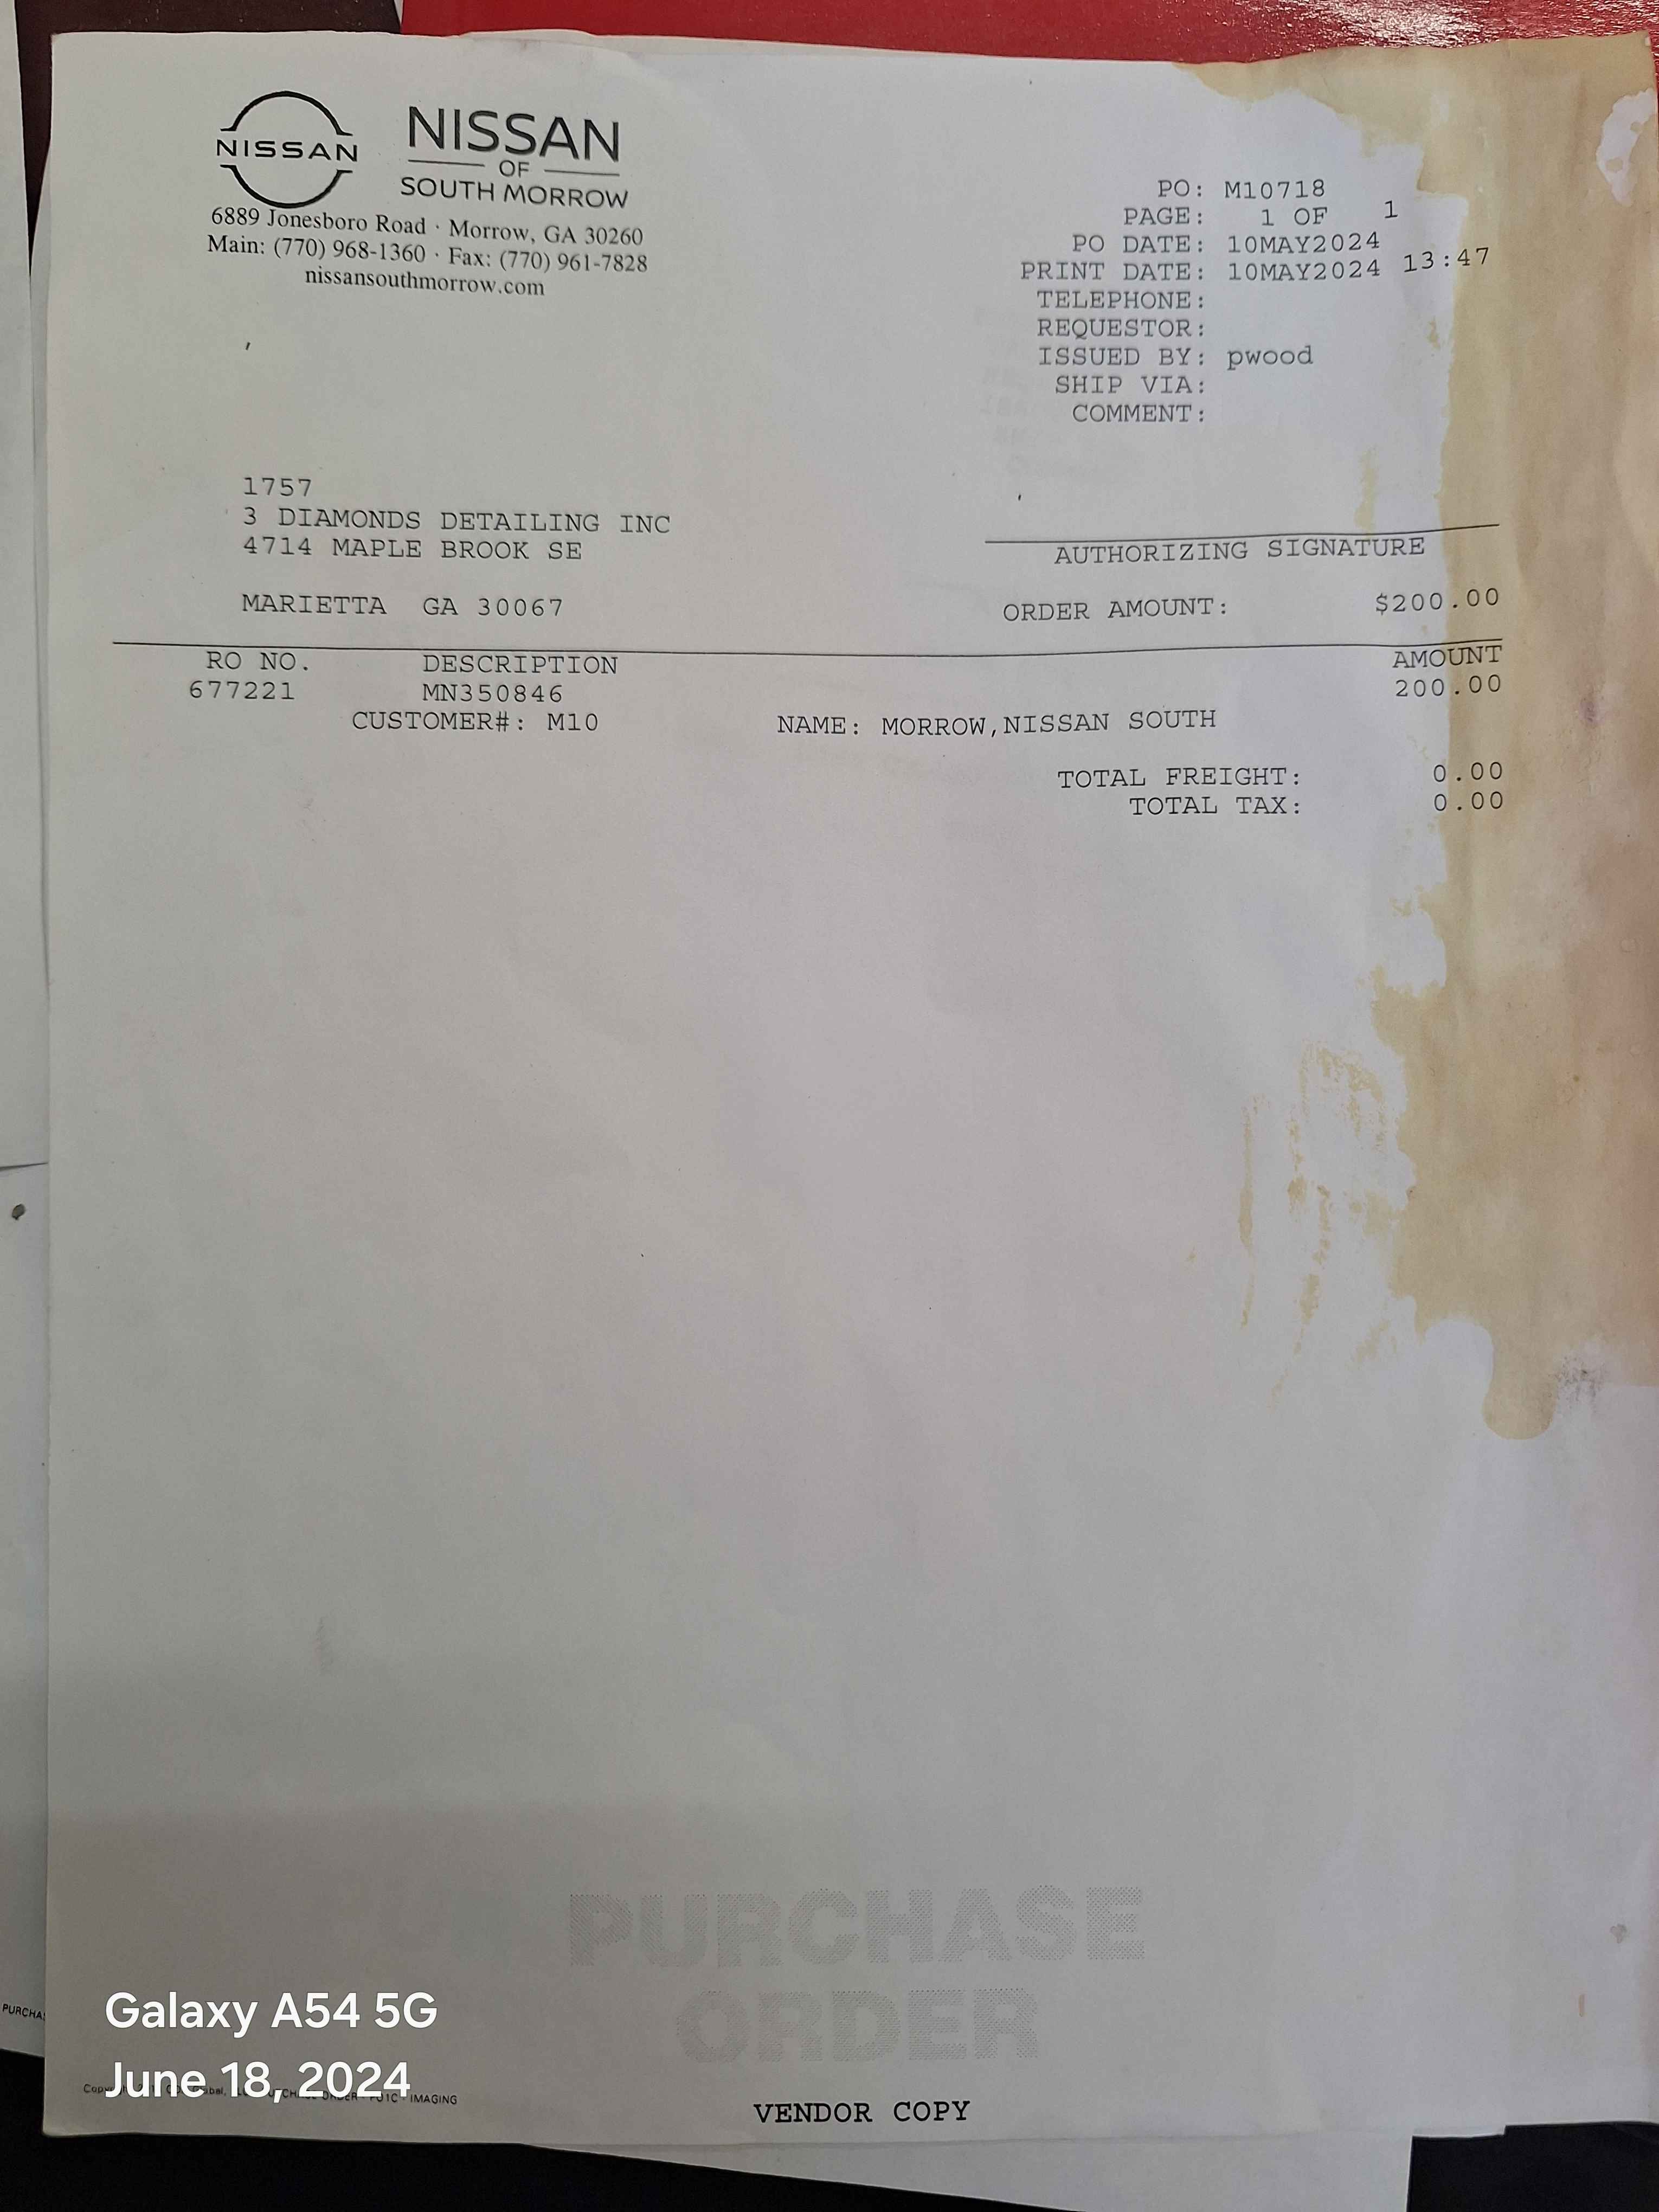 NISSAN
NISSAN
OF
SOUTH MORROW
6889 Jonesboro Road · Morrow, GA 30260
Main: (770) 968-1360 · Fax: (770) 961-7828
nissansouthmorrow.com
PO: M10718
PAGE: 1 OF 1
PO DATE: 10MAY2024
PRINT DATE: 10MAY2024 13:47
TELEPHONE:
REQUESTOR:
ISSUED BY: pwood
SHIP VIA:
COMMENT:
1757
3 DIAMONDS DETAILING INC
4714 MAPLE BROOK SE
MARIETTA GA 30067
AUTHORIZING SIGNATURE
ORDER AMOUNT: $200.00
RO NO. DESCRIPTION AMOUNT
677221 MN350846 200.00
CUSTOMER#: M10 NAME: MORROW,NISSAN SOUTH
TOTAL FREIGHT: 0.00
TOTAL TAX: 0.00
PURCHASE
ORDER
PURCHA
Galaxy A54 5G
June 18, 2024
IMAGING
VENDOR COPY